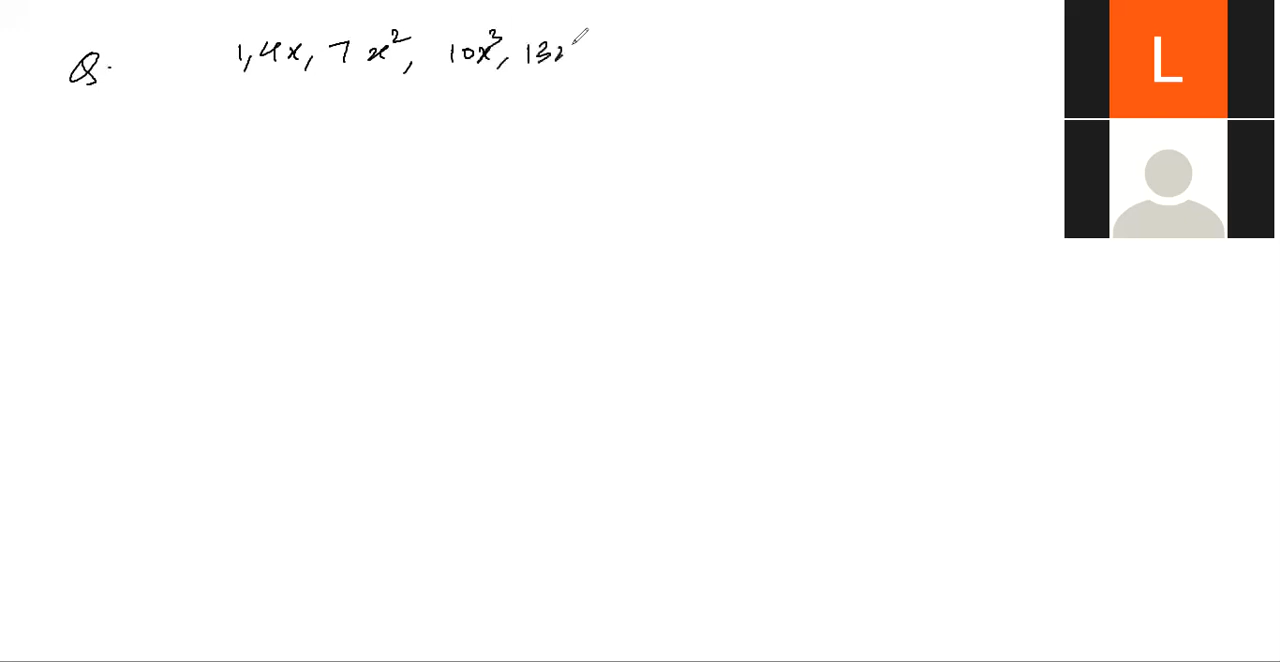 Q. 1, 4x, 7x², 10x³, 13x
L